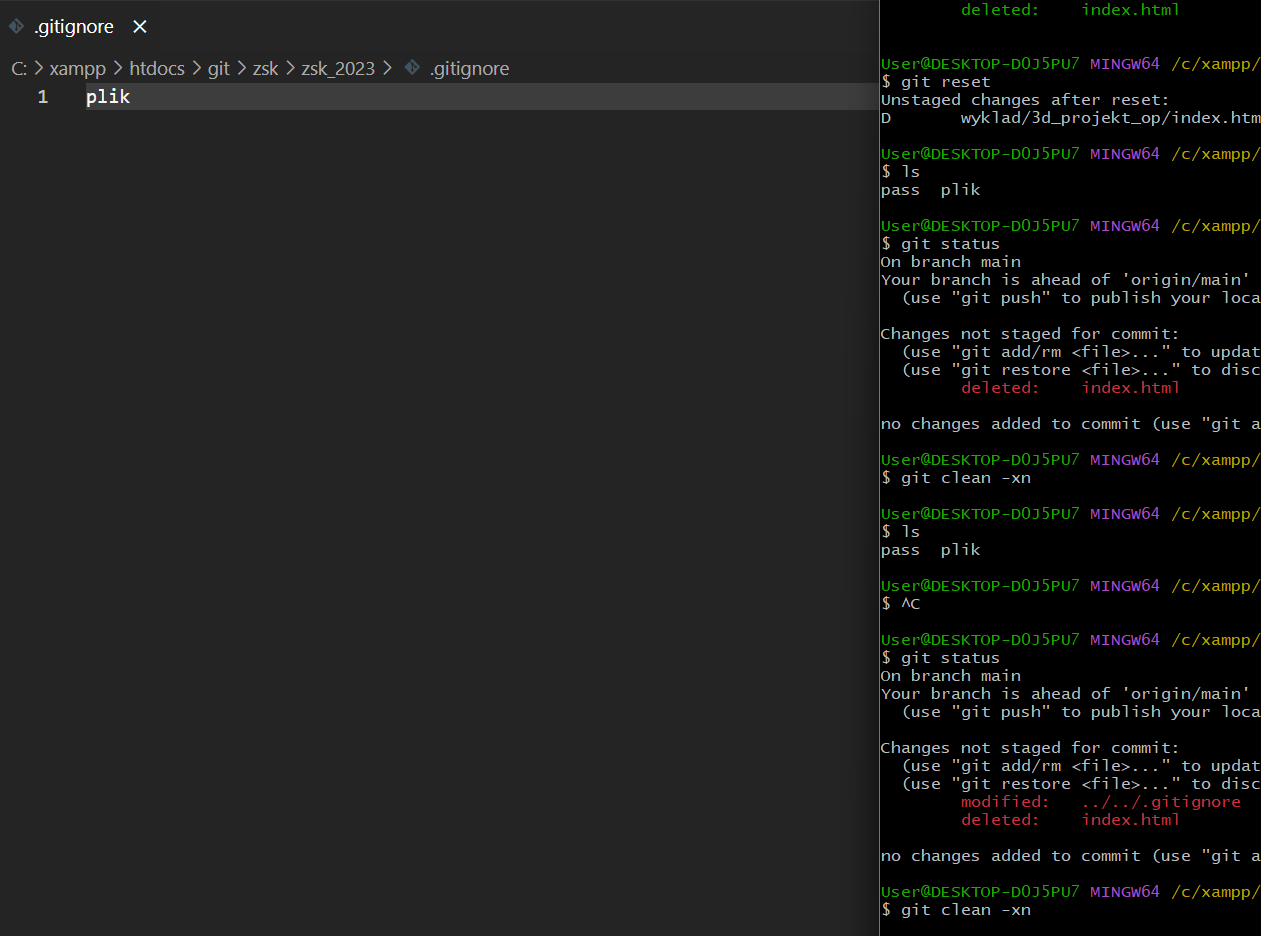 .gitignore
C: > xampp > htdocs > git > zsk > zsk_2023 > .gitignore
1 plik
deleted: index.html
User@DESKTOP-D0J5PU7 MINGW64 /c/xampp/
$ git reset
Unstaged changes after reset:
D wyklad/3d_projekt_op/index.htm
User@DESKTOP-D0J5PU7 MINGW64 /c/xampp/
$ ls
pass plik
User@DESKTOP-D0J5PU7 MINGW64 /c/xampp/
$ git status
On branch main
Your branch is ahead of 'origin/main'
(use "git push" to publish your loca
Changes not staged for commit:
(use "git add/rm <file>..." to updat
(use "git restore <file>..." to disc
deleted: index.html
no changes added to commit (use "git a
User@DESKTOP-D0J5PU7 MINGW64 /c/xampp/
$ git clean -xn
User@DESKTOP-D0J5PU7 MINGW64 /c/xampp/
$ ls
pass plik
User@DESKTOP-D0J5PU7 MINGW64 /c/xampp/
$ ^C
User@DESKTOP-D0J5PU7 MINGW64 /c/xampp/
$ git status
On branch main
Your branch is ahead of 'origin/main'
(use "git push" to publish your loca
Changes not staged for commit:
(use "git add/rm <file>..." to updat
(use "git restore <file>..." to disc
modified: ../../.gitignore
deleted: index.html
no changes added to commit (use "git a
User@DESKTOP-D0J5PU7 MINGW64 /c/xampp/
$ git clean -xn